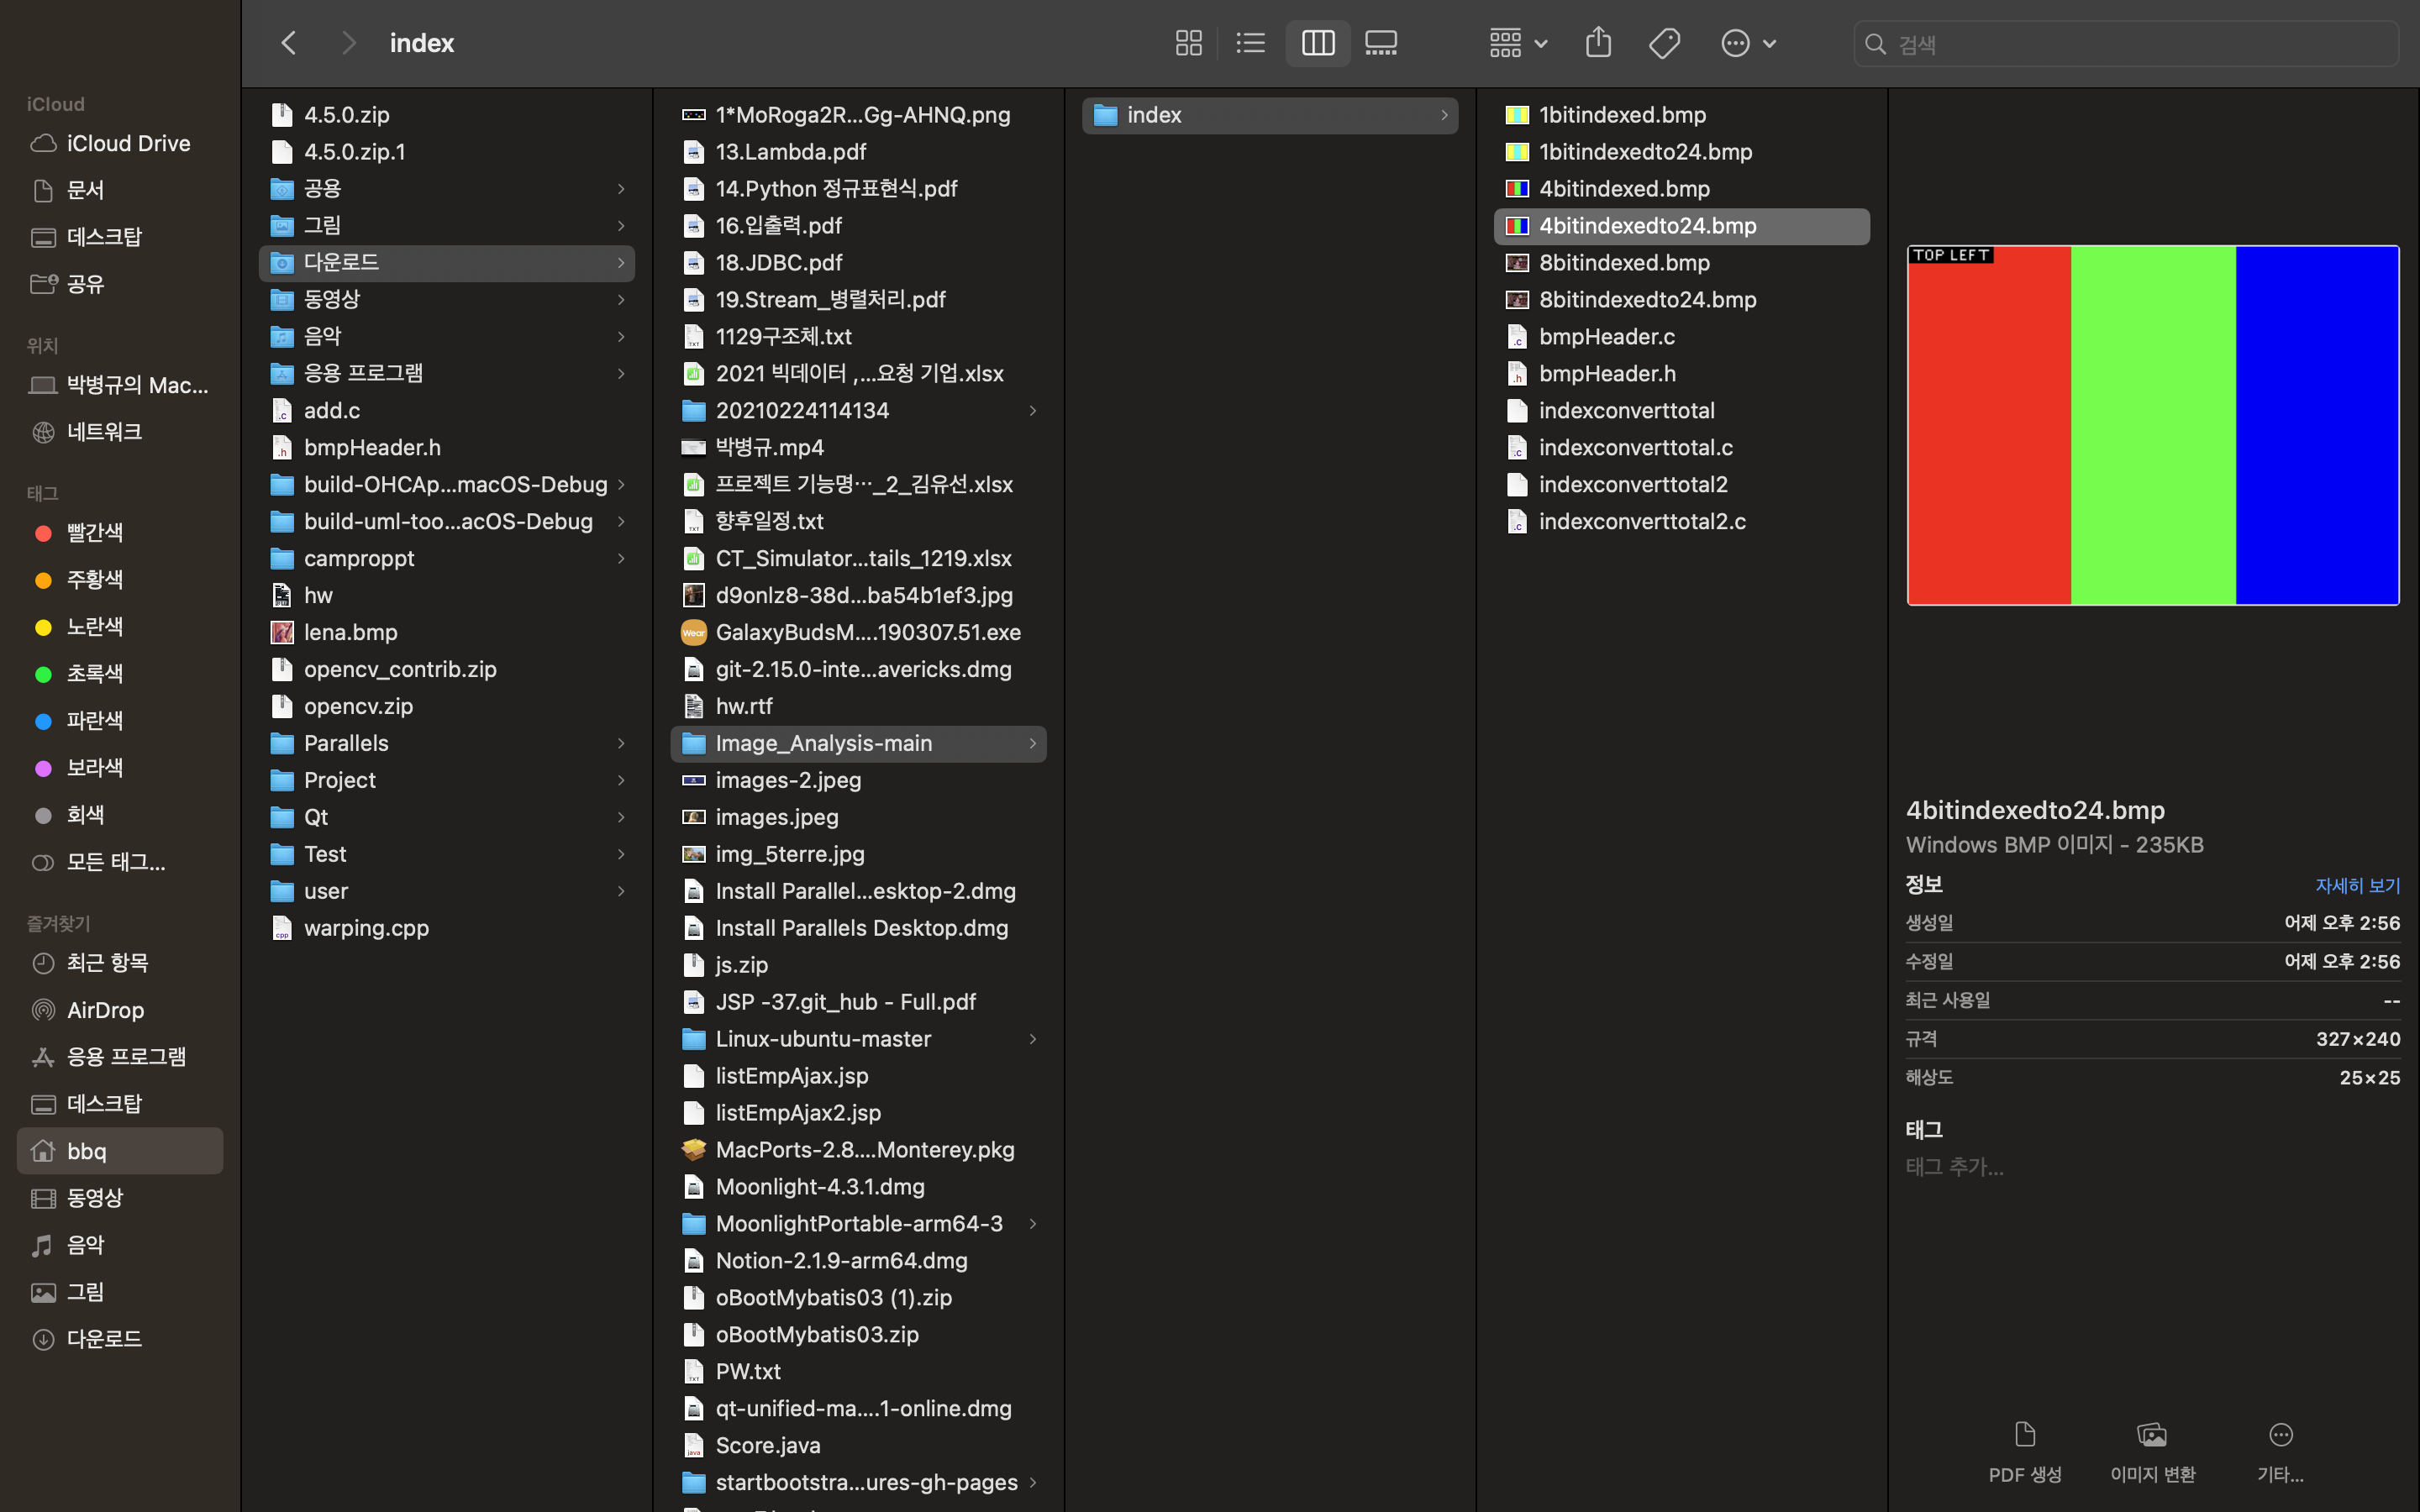 index
검색
iCloud
iCloud Drive
문서
데스크탑
공유
위치
박병규의 Mac...
네트워크
태그
빨간색
주황색
노란색
초록색
파란색
보라색
회색
모든 태그...
즐겨찾기
최근 항목
AirDrop
응용 프로그램
데스크탑
bbq
동영상
음악
그림
다운로드
4.5.0.zip
4.5.0.zip.1
공용
그림
다운로드
동영상
음악
응용 프로그램
add.c
bmpHeader.h
build-OHCAp...macOS-Debug
build-uml-too...acOS-Debug
camproppt
hw
lena.bmp
opencv_contrib.zip
opencv.zip
Parallels
Project
Qt
Test
user
warping.cpp
1*MoRoga2R...Gg-AHNQ.png
13.Lambda.pdf
14.Python 정규표현식.pdf
16.입출력.pdf
18.JDBC.pdf
19.Stream_병렬처리.pdf
1129구조체.txt
2021 빅데이터 ,...요청 기업.xlsx
20210224114134
박병규.mp4
프로젝트 기능명..._2_김유선.xlsx
향후일정.txt
CT_Simulator...tails_1219.xlsx
d9onlz8-38d...ba54b1ef3.jpg
GalaxyBudsM....190307.51.exe
git-2.15.0-inte...avericks.dmg
hw.rtf
Image_Analysis-main
images-2.jpeg
images.jpeg
img_5terre.jpg
Install Parallel...esktop-2.dmg
Install Parallels Desktop.dmg
js.zip
JSP -37.git_hub - Full.pdf
Linux-ubuntu-master
listEmpAjax.jsp
listEmpAjax2.jsp
MacPorts-2.8....Monterey.pkg
Moonlight-4.3.1.dmg
MoonlightPortable-arm64-3
Notion-2.1.9-arm64.dmg
oBootMybatis03 (1).zip
oBootMybatis03.zip
PW.txt
qt-unified-ma....1-online.dmg
Score.java
startbootstra...ures-gh-pages
index
1bitindexed.bmp
1bitindexedto24.bmp
4bitindexed.bmp
4bitindexedto24.bmp
8bitindexed.bmp
8bitindexedto24.bmp
bmpHeader.c
bmpHeader.h
indexconverttotal
indexconverttotal.c
indexconverttotal2
indexconverttotal2.c
TOP LEFT
4bitindexedto24.bmp
Windows BMP 이미지 - 235KB
정보 자세히 보기
생성일 어제 오후 2:56
수정일 어제 오후 2:56
최근 사용일 --
규격 327×240
해상도 25×25
태그
태그 추가...
PDF 생성 이미지 변환 기타...